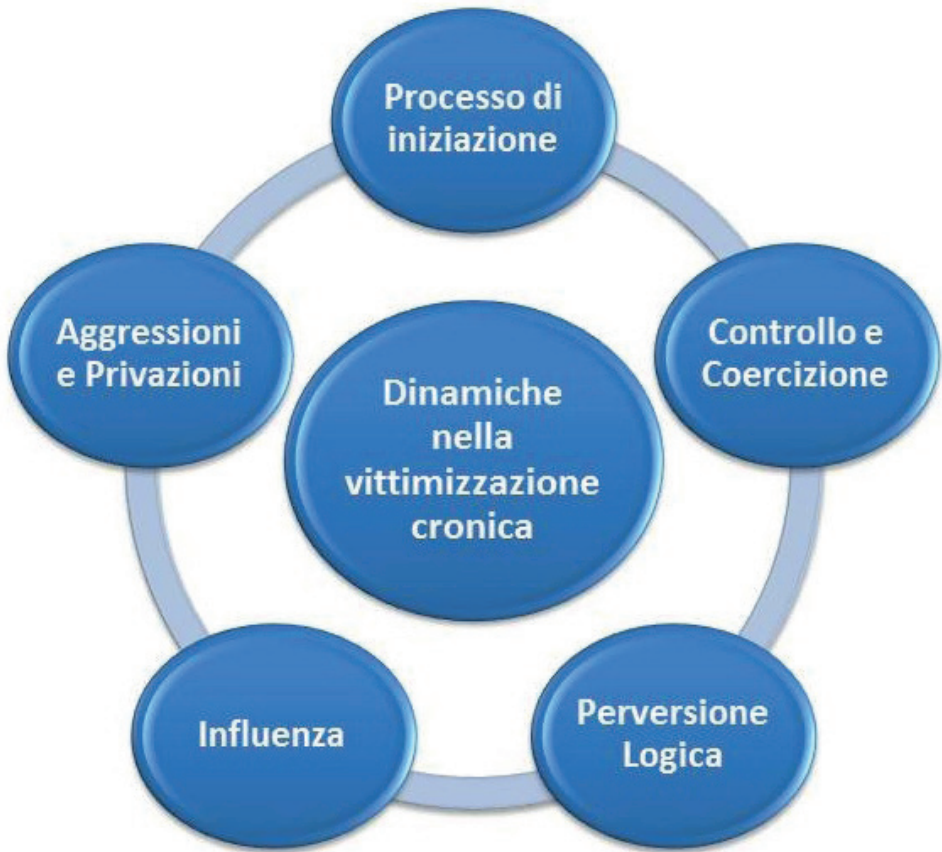 Processo di
iniziazione
Controllo e
Coercizione
Perversione
Logica
Influenza
Aggressioni
e Privazioni
Dinamiche
nella
vittimizzazione
cronica